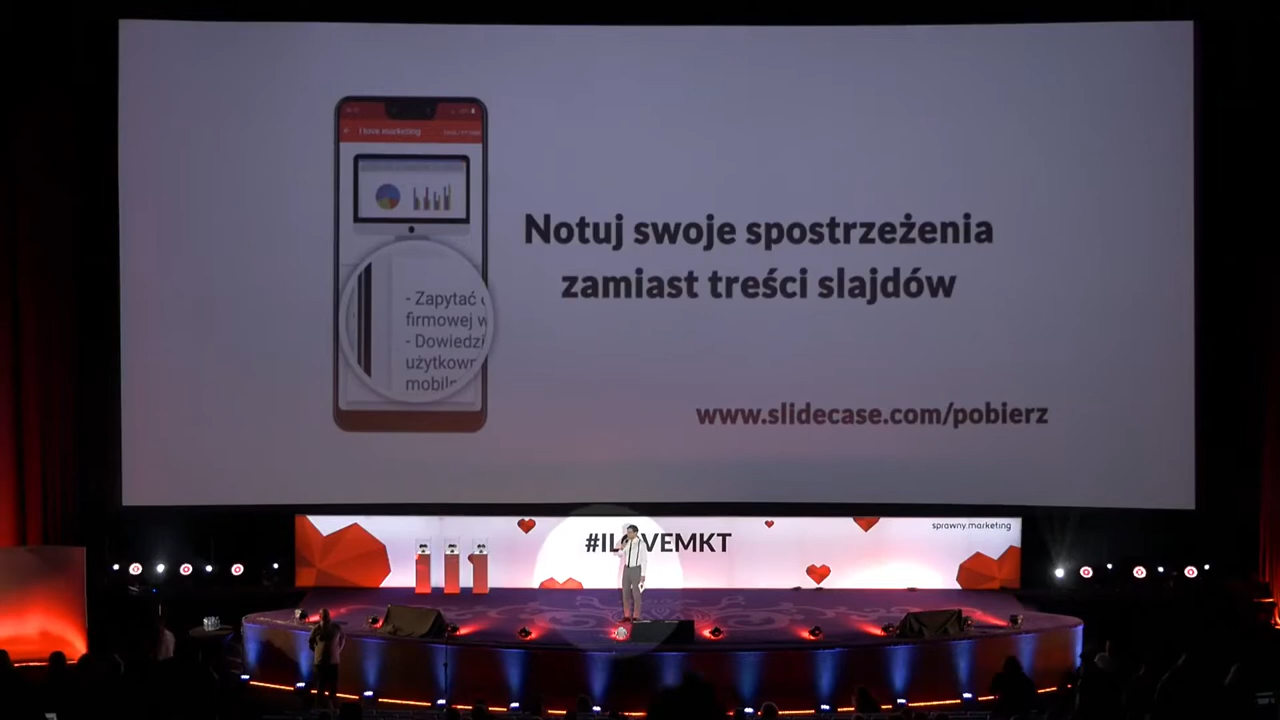 I love marketing
Notuj swoje spostrzeżenia
zamiast treści slajdów
- Zapytać
firmowej w
- Dowiedzi
użytkown
mobiln
www.slidecase.com/pobierz
sprawny.marketing
#ILOVEMKT